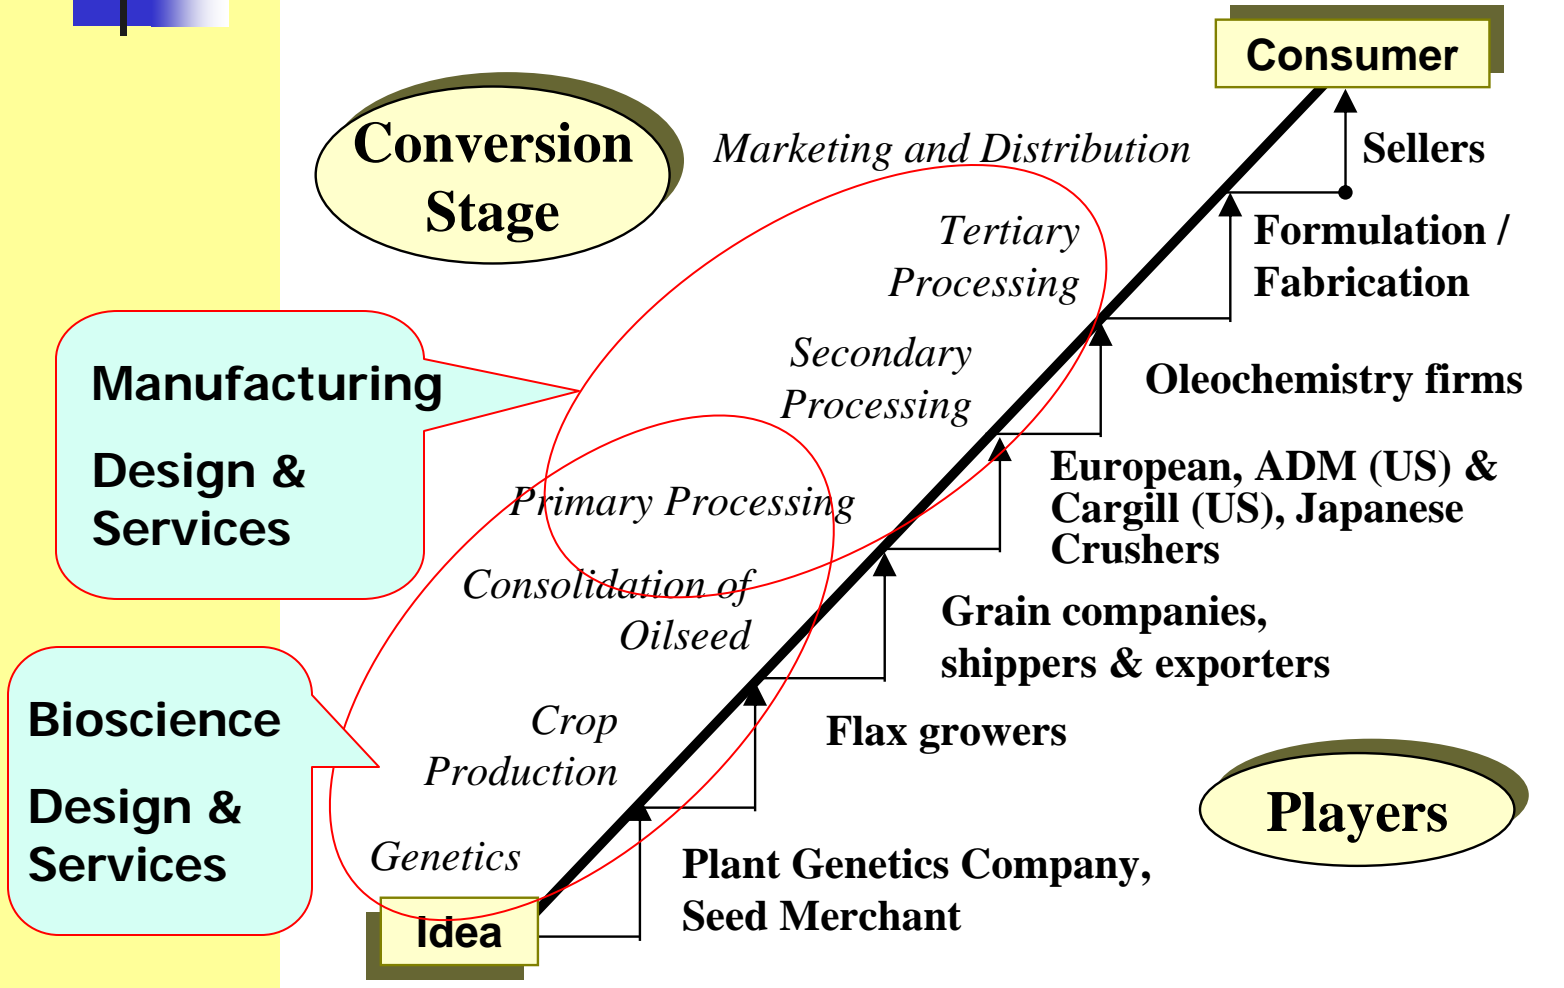 Consumer
Conversion
Stage
Marketing and Distribution
Sellers
Tertiary
Processing
Formulation /
Fabrication
Secondary
Processing
Oleochemistry firms
Manufacturing
Design &
Services
Primary Processing
European, ADM (US) &
Cargill (US), Japanese
Crushers
Consolidation of
Oilseed
Grain companies,
shippers & exporters
Bioscience
Design &
Services
Crop
Production
Flax growers
Players
Genetics
Plant Genetics Company,
Seed Merchant
Idea